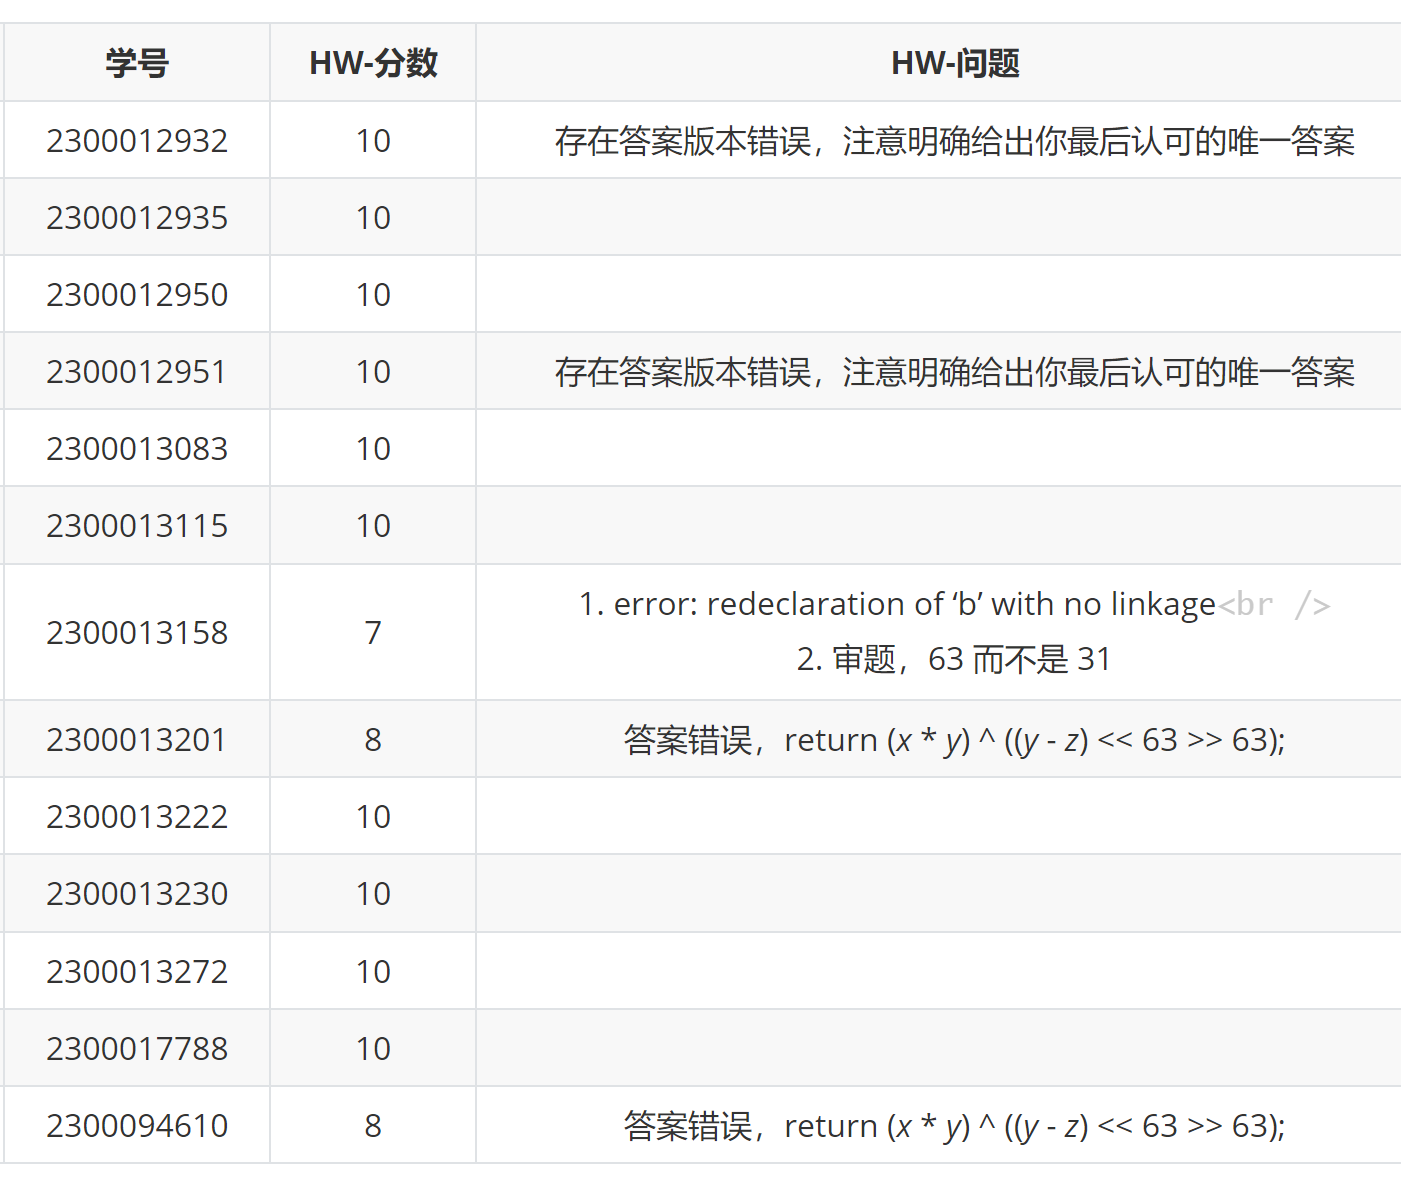 学号 HW-分数 HW-问题
2300012932 10 存在答案版本错误，注意明确给出你最后认可的唯一答案
2300012935 10
2300012950 10
2300012951 10 存在答案版本错误，注意明确给出你最后认可的唯一答案
2300013083 10
2300013115 10
2300013158 7 1. error: redeclaration of ‘b’ with no linkage<br />
2. 审题，63 而不是 31
2300013201 8 答案错误，return (x * y) ^ ((y - z) << 63 >> 63);
2300013222 10
2300013230 10
2300013272 10
2300017788 10
2300094610 8 答案错误，return (x * y) ^ ((y - z) << 63 >> 63);